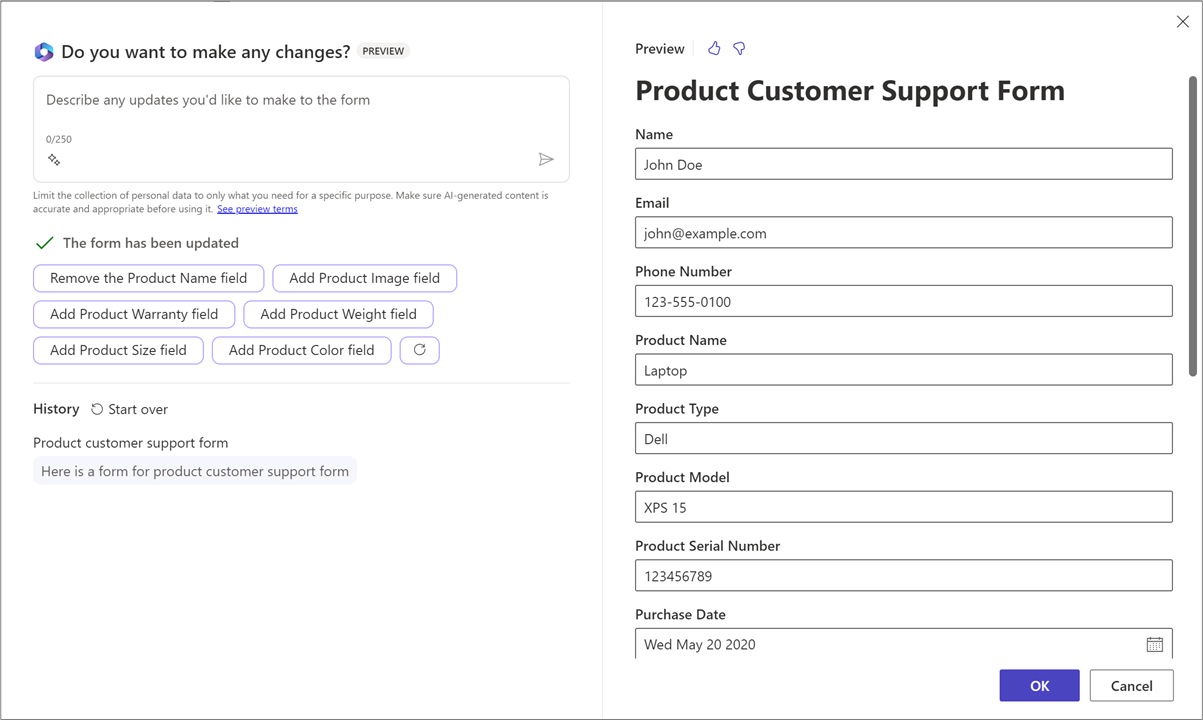 Do you want to make any changes? PREVIEW
Describe any updates you'd like to make to the form
0/250
Limit the collection of personal data to only what you need for a specific purpose. Make sure AI-generated content is
accurate and appropriate before using it. See preview terms
The form has been updated
Remove the Product Name field Add Product Image field
Add Product Warranty field Add Product Weight field
Add Product Size field Add Product Color field
History Start over
Product customer support form
Here is a form for product customer support form
Preview
Product Customer Support Form
Name
John Doe
Email
john@example.com
Phone Number
123-555-0100
Product Name
Laptop
Product Type
Dell
Product Model
XPS 15
Product Serial Number
123456789
Purchase Date
Wed May 20 2020
OK Cancel